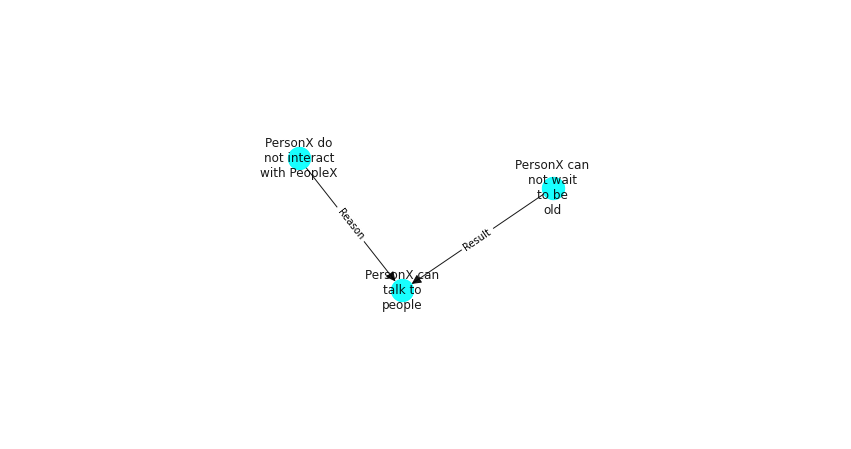 PersonX do
not interact
with PeopleX
PersonX can
not wait
to be
old
Reason
Result
PersonX can
talk to
people